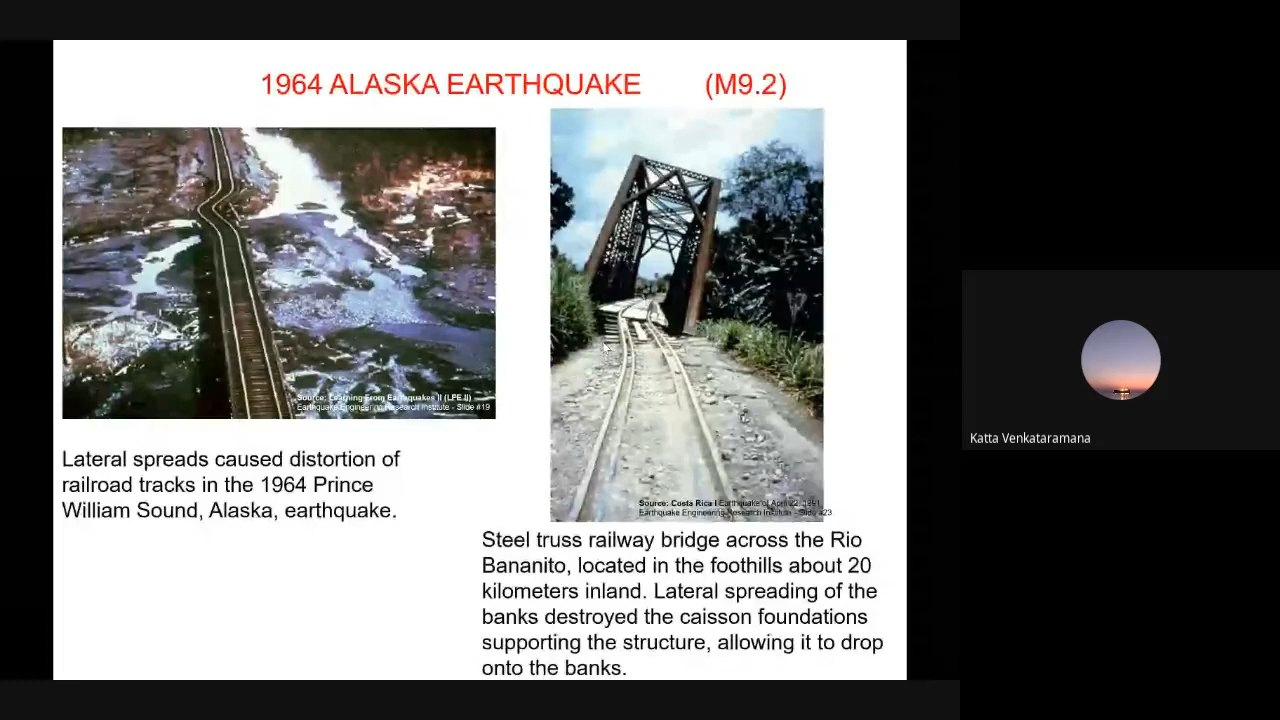 1964 ALASKA EARTHQUAKE (M9.2)
Source: Learning From Earthquakes II (LFE II)
Earthquake Engineering Research Institute - Slide #19
Lateral spreads caused distortion of
railroad tracks in the 1964 Prince
William Sound, Alaska, earthquake.
Source: Costa Rica Earthquake of April 22, 1991
Earthquake Engineering Research Institute - Slide #23
Steel truss railway bridge across the Rio
Bananito, located in the foothills about 20
kilometers inland. Lateral spreading of the
banks destroyed the caisson foundations
supporting the structure, allowing it to drop
onto the banks.
Katta Venkataramana